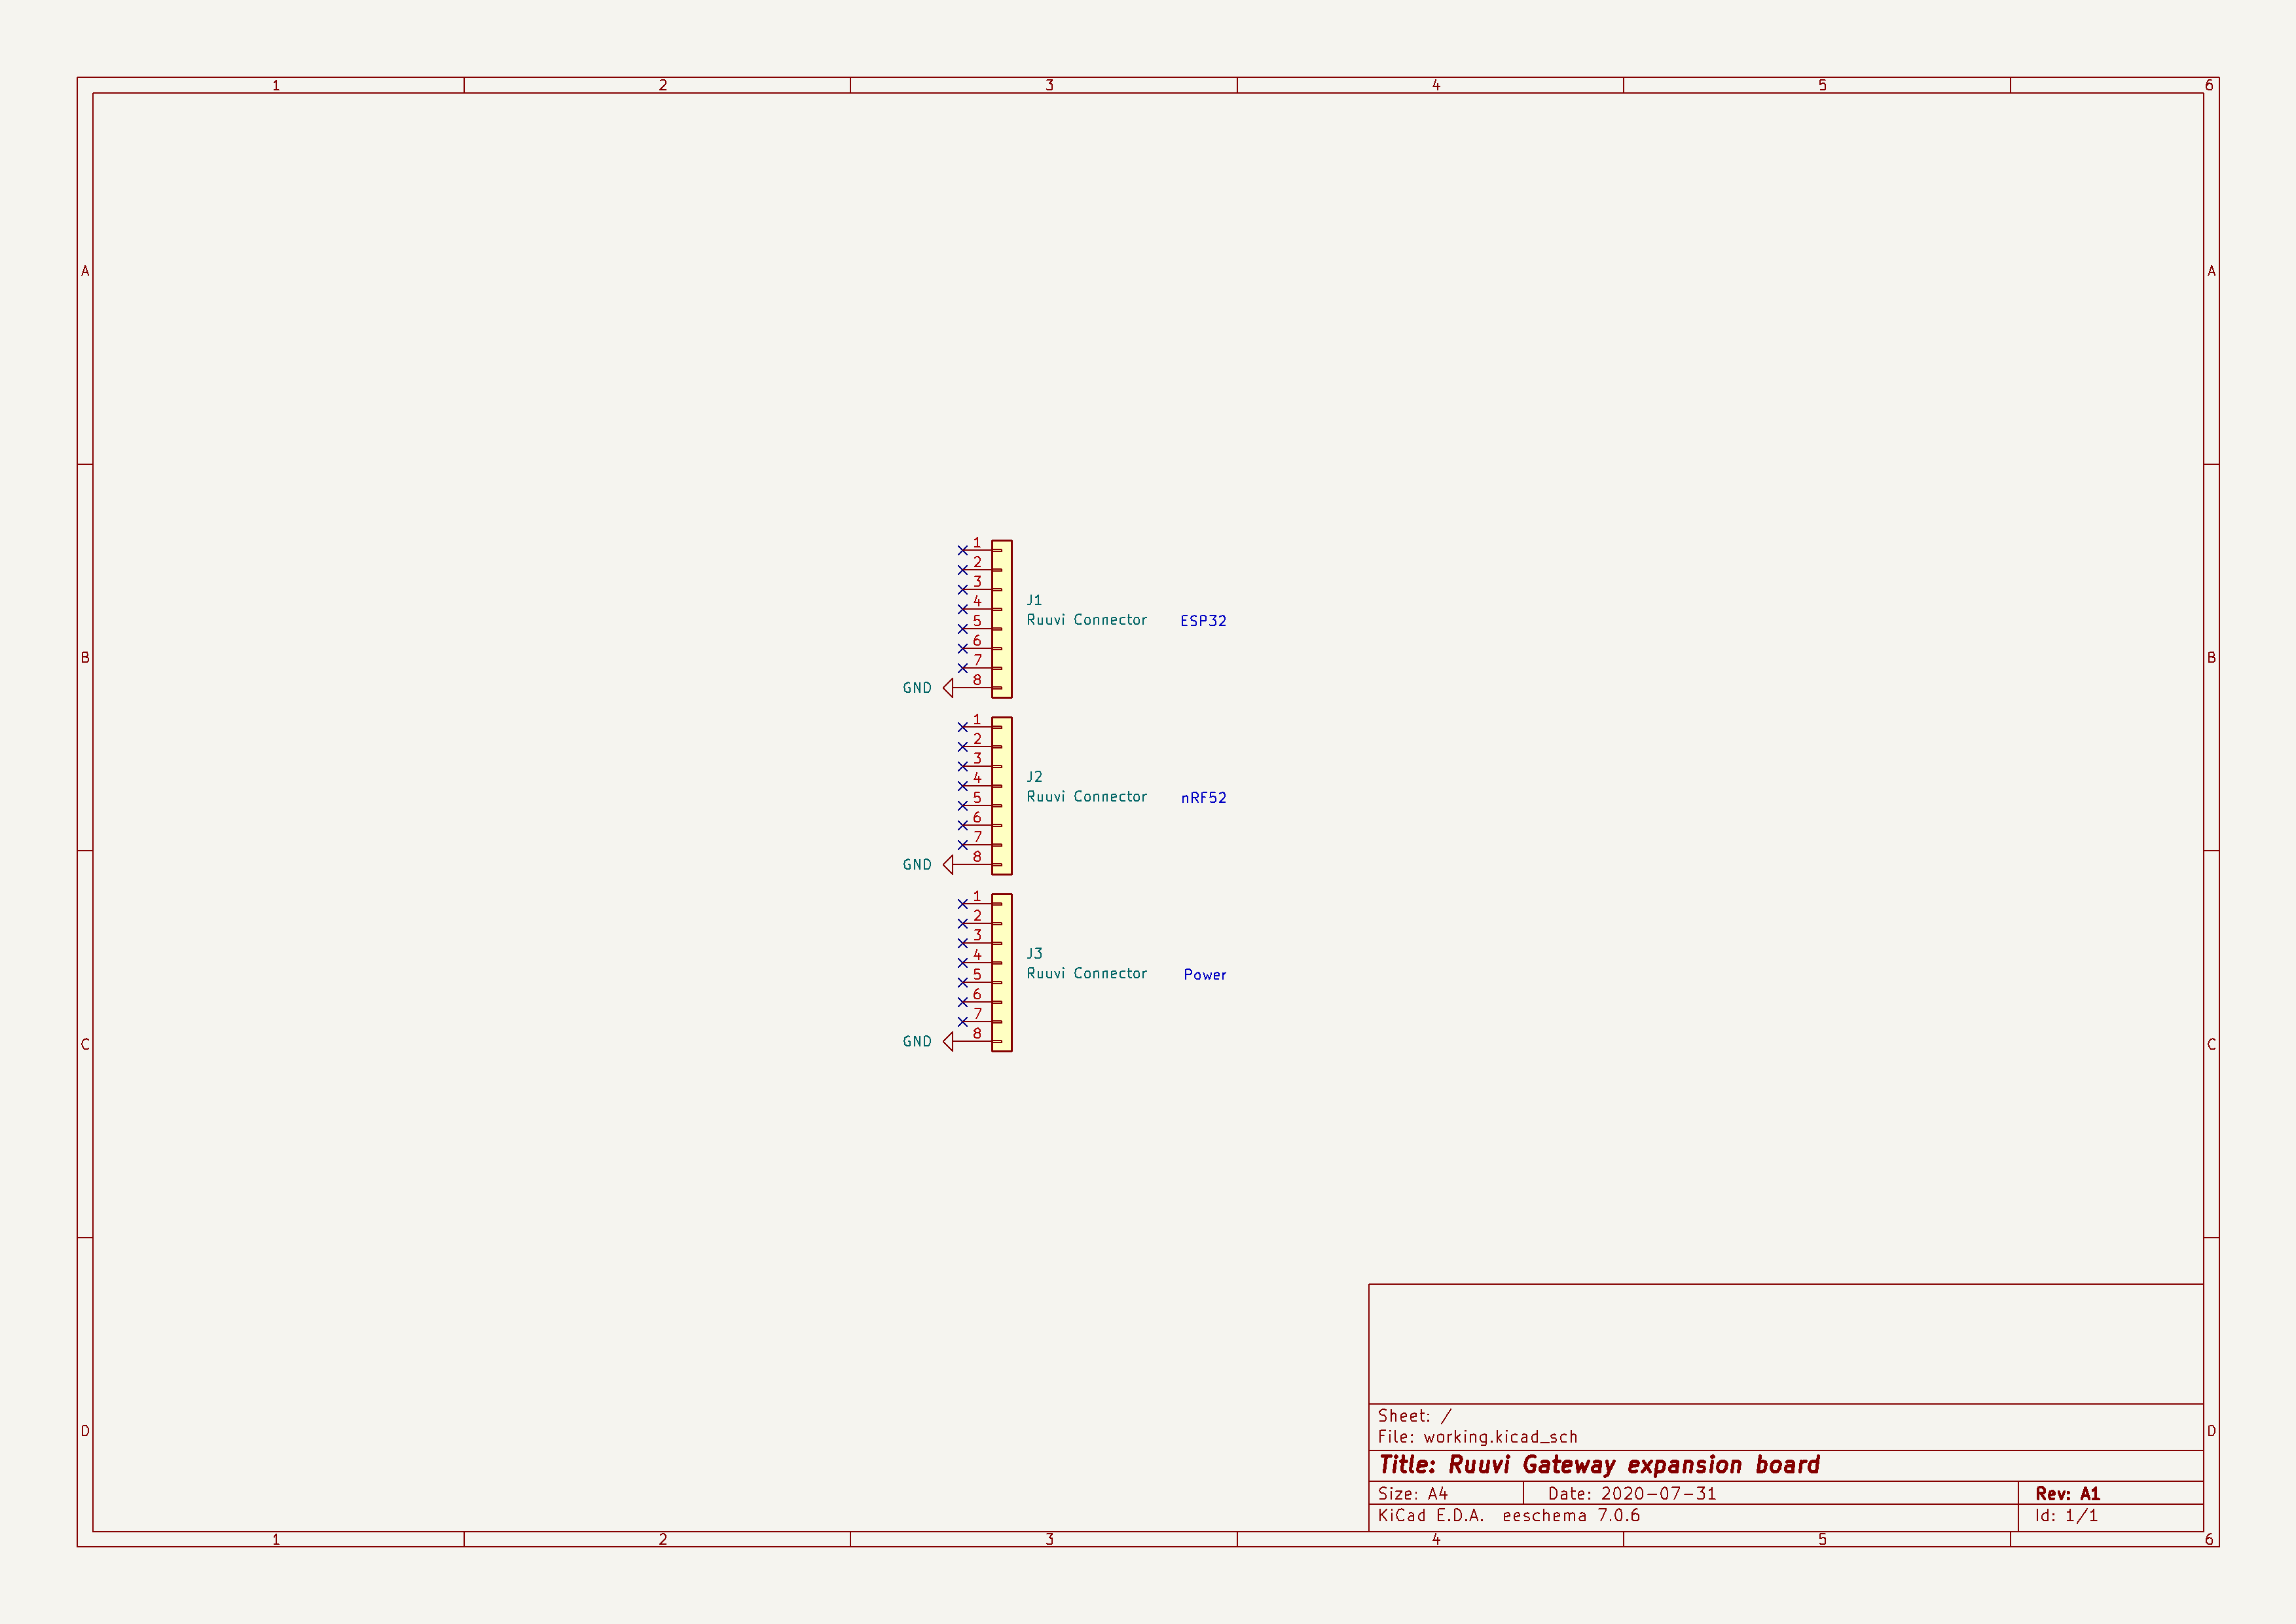 1 2 3 4 5 6
A A
1
2
3
J1
4
Ruuvi Connector ESP32
5
6
B B
7
8
GND
1
2
3
J2
4
Ruuvi Connector nRF52
5
6
7
8
GND
1
2
3
J3
4
Ruuvi Connector Power
5
6
7
8
GND
C C
Sheet: /
D D
File: working.kicad_sch
Title: Ruuvi Gateway expansion board
Size: A4 Date: 2020-07-31 Rev: A1
KiCad E.D.A. eeschema 7.0.6 Id: 1/1
1 2 3 4 5 6